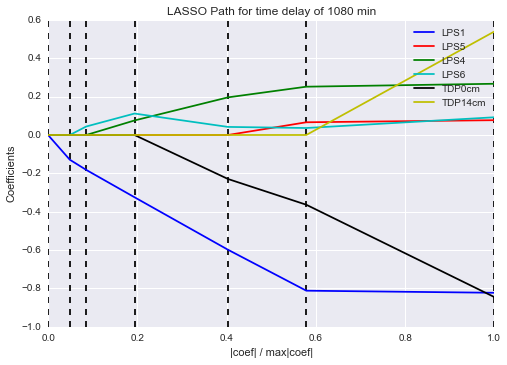 LASSO Path for time delay of 1080 min
0.6
0.4
0.2
0.0
−0.2
−0.4
−0.6
−0.8
−1.0
Coefficients
LPS1
LPS5
LPS4
LPS6
TDP0cm
TDP14cm
0.0 0.2 0.4 0.6 0.8 1.0
|coef| / max|coef|